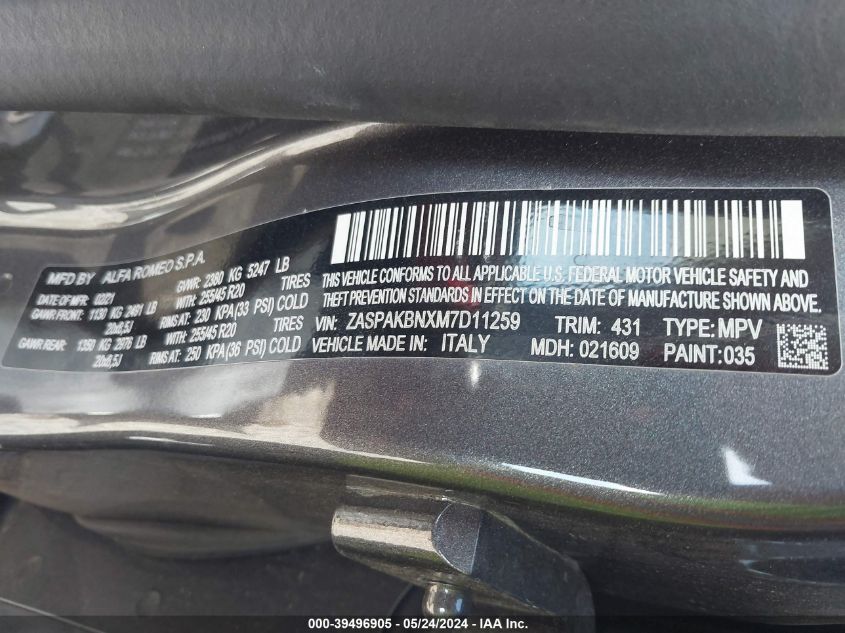 MFD BY ALFA ROMEO S.P.A.
DATE OF MFR GVWR: 2380 KG 5247 LB
GAWR FRONT: 1130 KG 2491 LB WITH: 255/45 R20 TIRES
20x8,5J RIMS AT: 230 KPA(33 PSI) COLD
GAWR REAR: 1350 KG 2976 LB WITH: 255/45 R20 TIRES
20x8,5J RIMS AT: 250 KPA(36 PSI) COLD
THIS VEHICLE CONFORMS TO ALL APPLICABLE U.S. FEDERAL MOTOR VEHICLE SAFETY AND
THEFT PREVENTION STANDARDS IN EFFECT ON THE DATE OF MANUFACTURE SHOWN ABOVE.
VIN: ZASPAKBNXM7D11259 TRIM: 431 TYPE: MPV
VEHICLE MADE IN: ITALY MDH: 021609 PAINT: 035
000-39496905 / 05/24/2024 — IAA Inc.